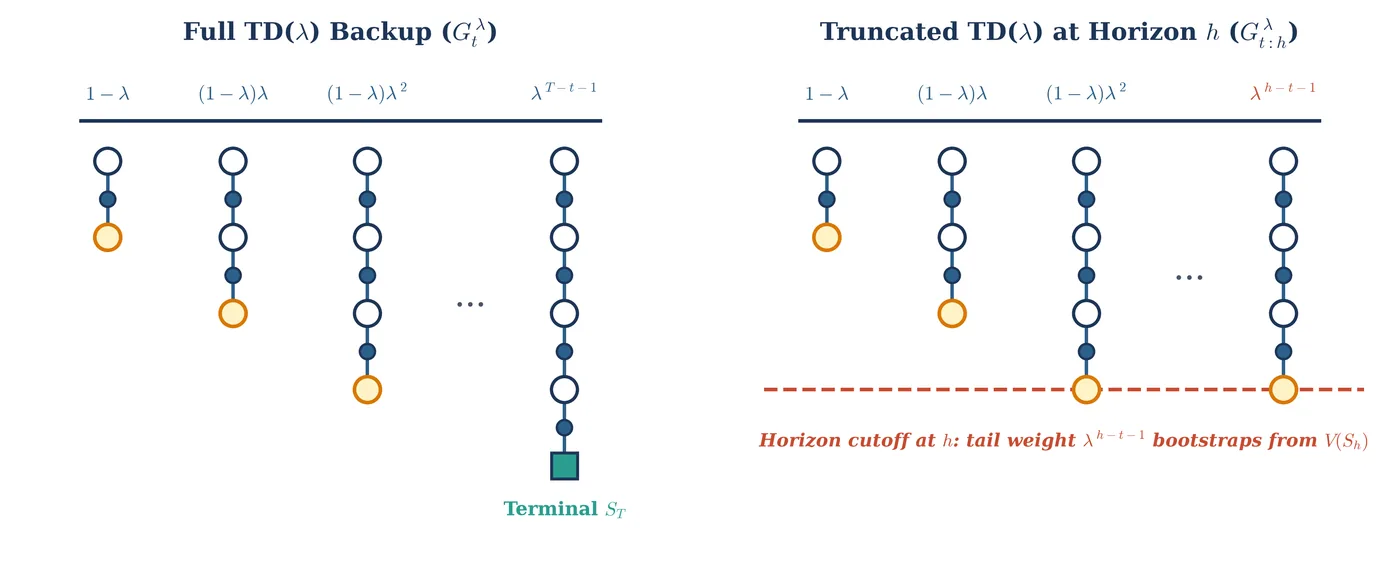 Full TD(λ) Backup (G_t^λ)
1 − λ (1 − λ)λ (1 − λ)λ^2 λ^{T−t−1}
...
Terminal S_T
Truncated TD(λ) at Horizon h (G_{t:h}^λ)
1 − λ (1 − λ)λ (1 − λ)λ^2 λ^{h−t−1}
...
Horizon cutoff at h: tail weight λ^{h−t−1} bootstraps from V(S_h)